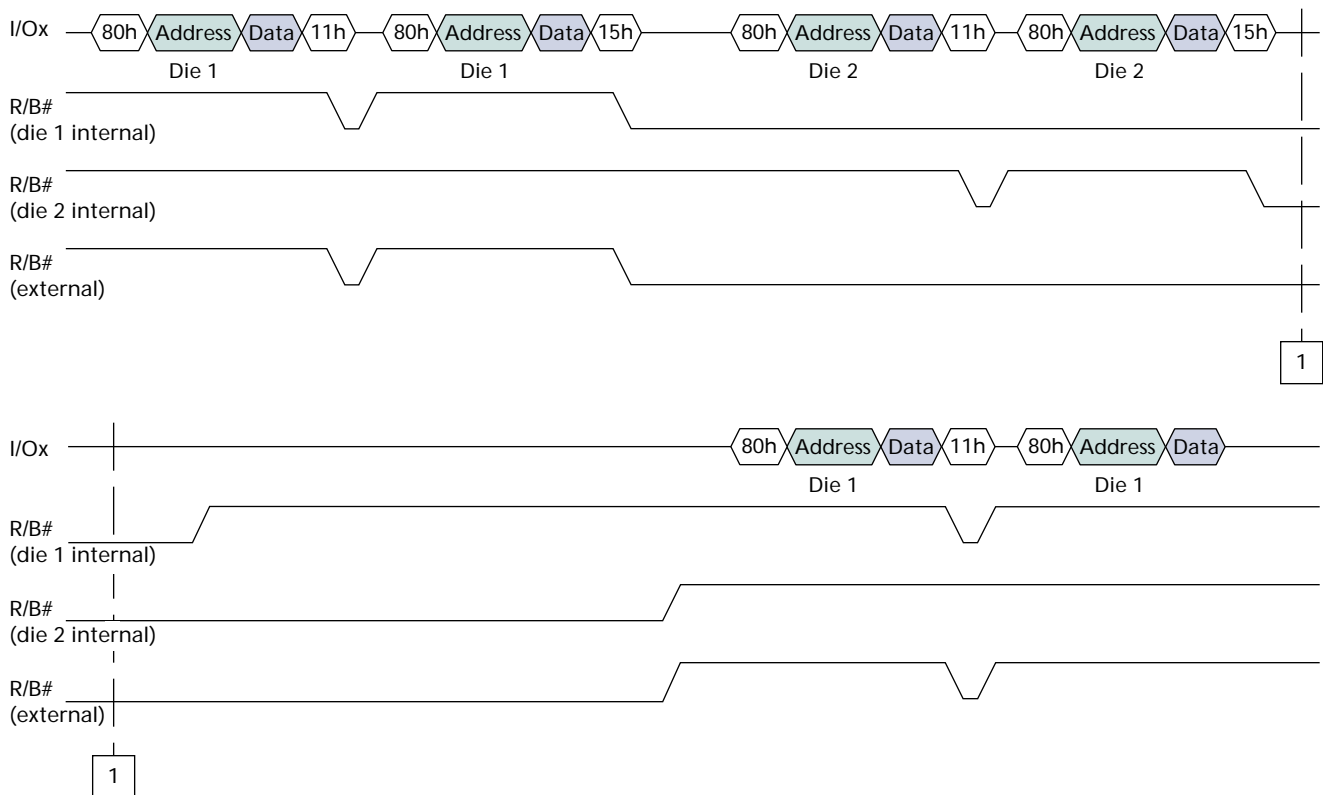 I/Ox 80h Address Data 11h 80h Address Data 15h 80h Address Data 11h 80h Address Data 15h
Die 1 Die 1 Die 2 Die 2
R/B#
(die 1 internal)
R/B#
(die 2 internal)
R/B#
(external)
1
I/Ox 80h Address Data 11h 80h Address Data
Die 1 Die 1
R/B#
(die 1 internal)
R/B#
(die 2 internal)
R/B#
(external)
1